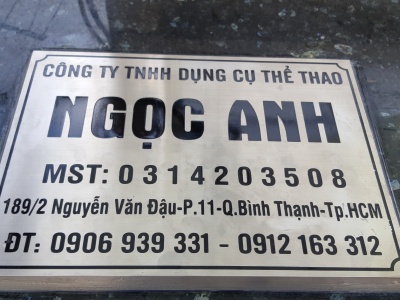 CÔNG TY TNHH DỤNG CỤ THỂ THAO
NGỌC ANH
MST: 0314203508
189/2 Nguyễn Văn Đậu-P.11-Q.Bình Thạnh-Tp.HCM
ĐT: 0906 939 331 - 0912 163 312